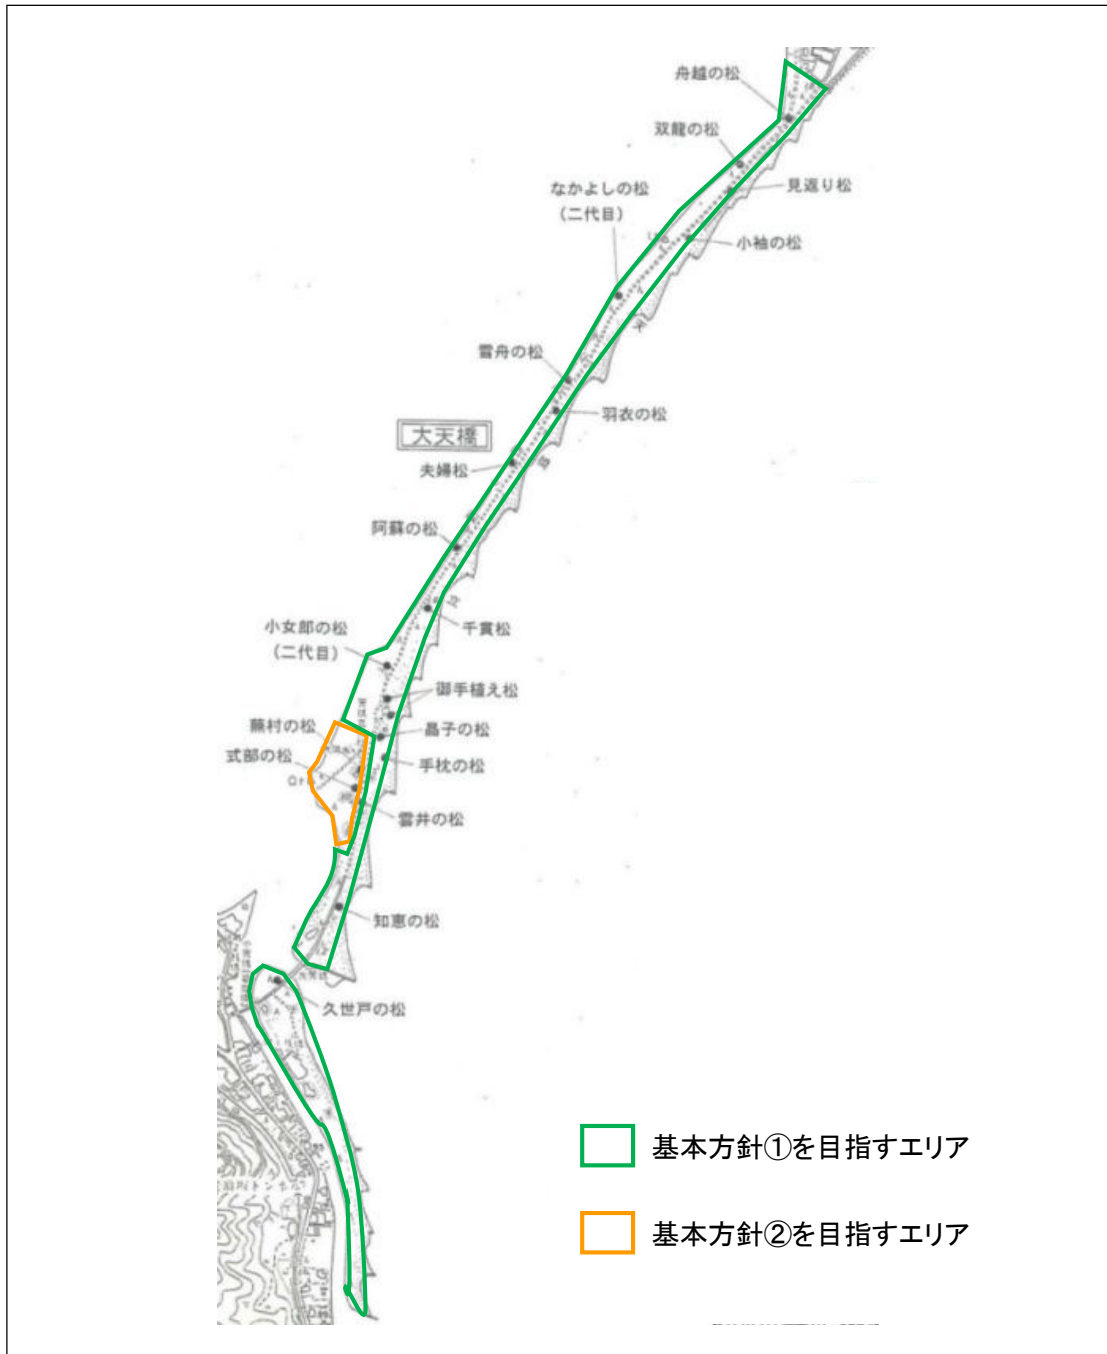 舟越の松
双龍の松
見返り松
なかよしの松
(二代目)
小袖の松
雪舟の松
羽衣の松
大天橋
夫婦松
阿蘇の松
千貫松
小女郎の松
(二代目)
御手植え松
蕪村の松
晶子の松
式部の松
手枕の松
雲井の松
知恵の松
久世戸の松
基本方針①を目指すエリア
基本方針②を目指すエリア